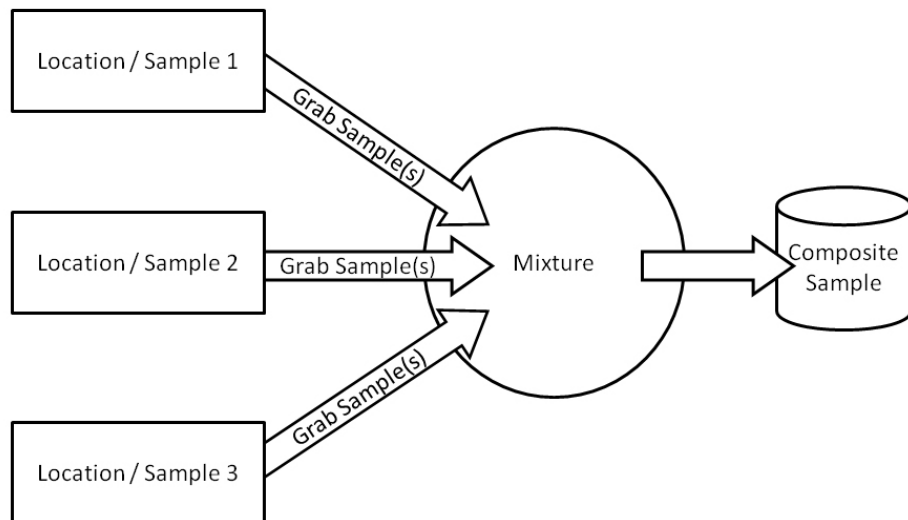 Location / Sample 1
Grab Sample(s)
Location / Sample 2
Grab Sample(s)
Mixture
Composite
Sample
Grab Sample(s)
Location / Sample 3